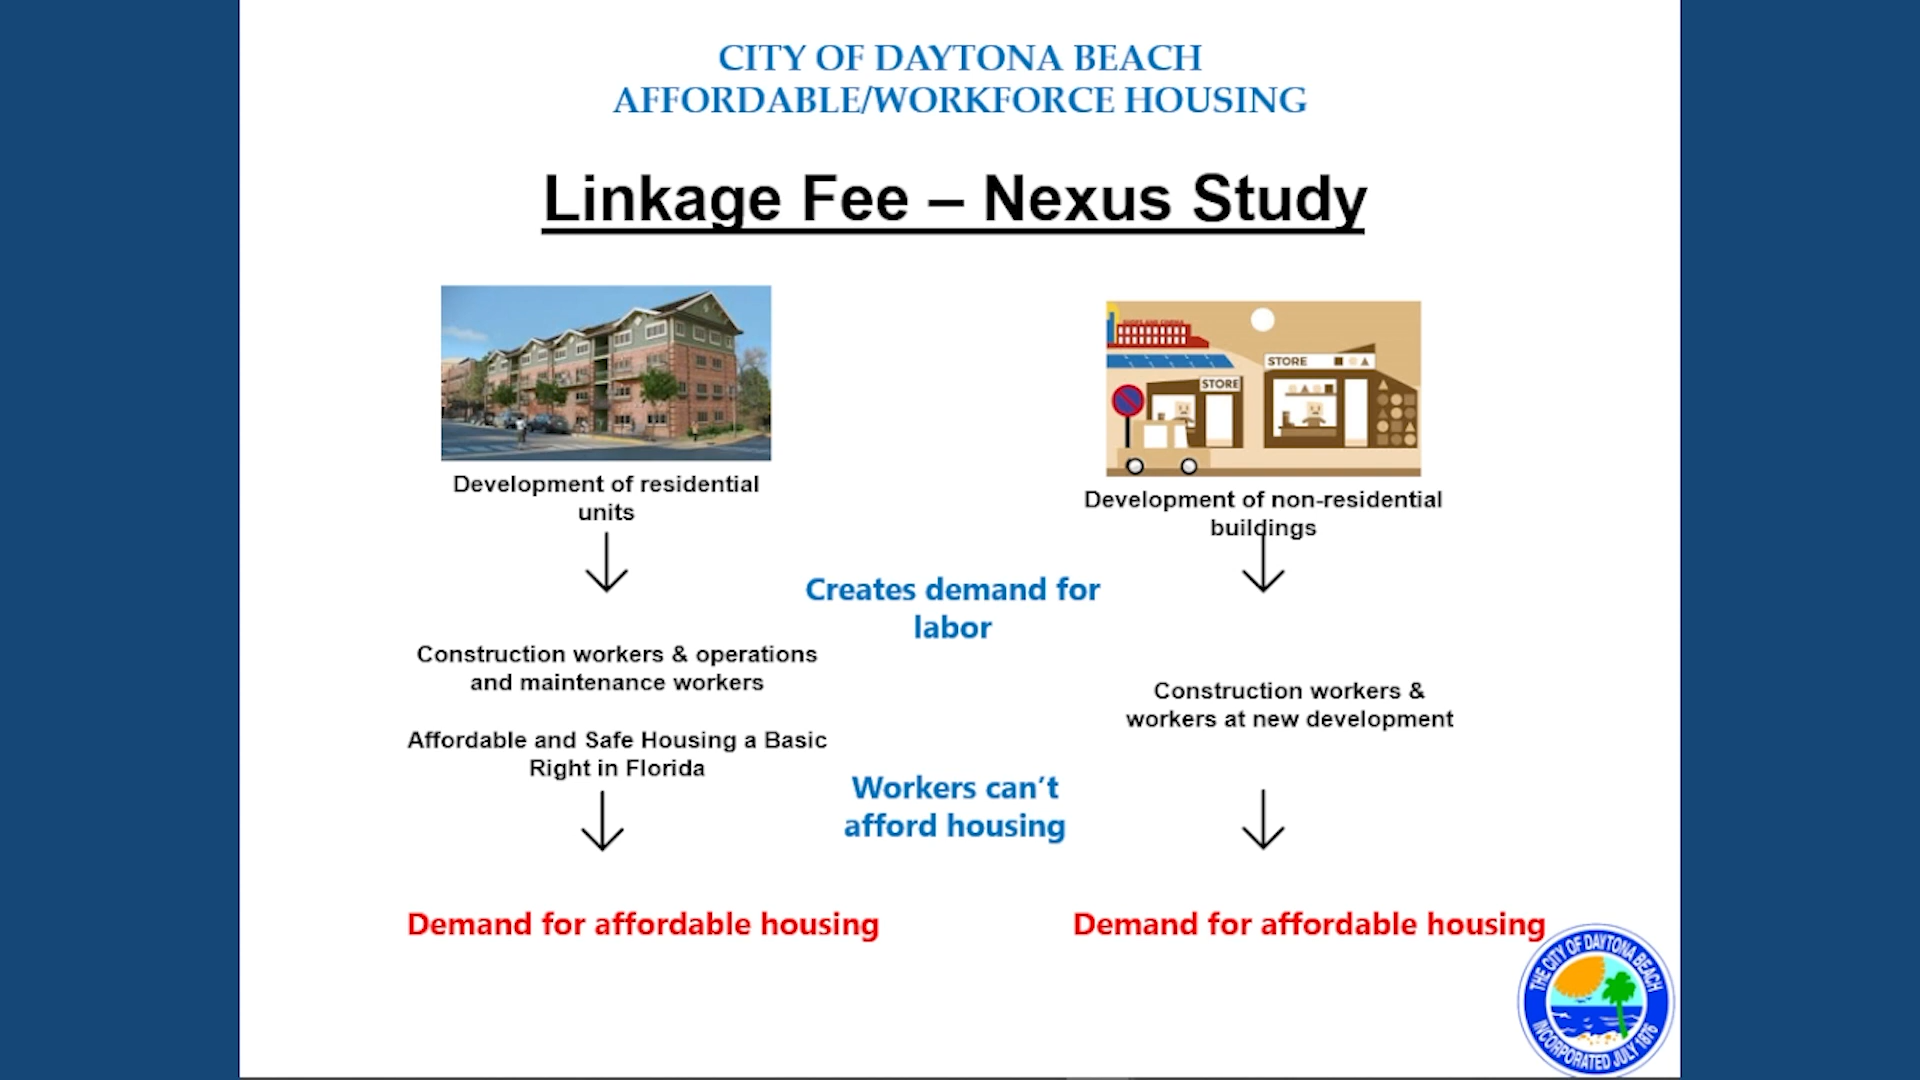 CITY OF DAYTONA BEACH
AFFORDABLE/WORKFORCE HOUSING
Linkage Fee – Nexus Study
STORE
STORE
Development of residential
units
Development of non-residential
buildings
Creates demand for
labor
Construction workers & operations
and maintenance workers
Construction workers &
workers at new development
Affordable and Safe Housing a Basic
Right in Florida
Workers can't
afford housing
Demand for affordable housing
Demand for affordable housing
THE CITY OF DAYTONA BEACH
INCORPORATED JULY 1876